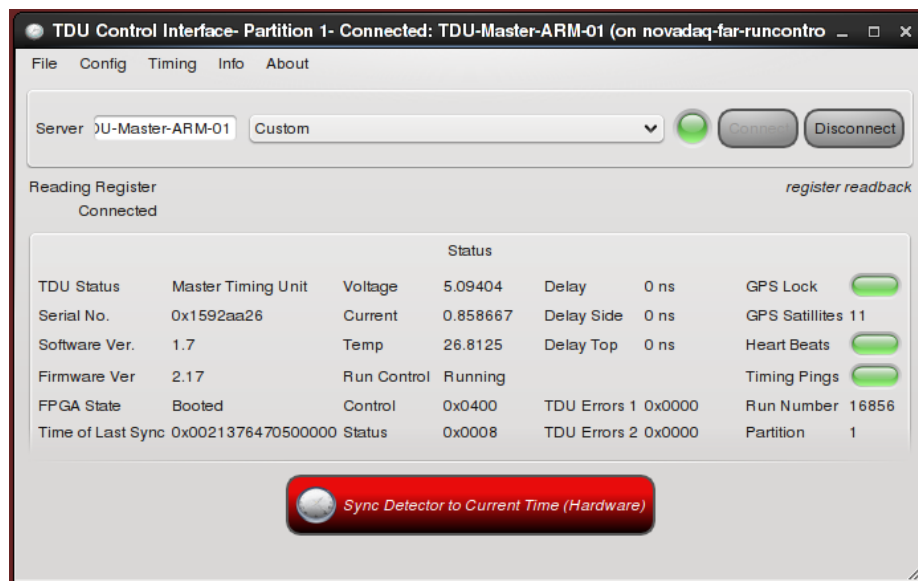 TDU Control Interface- Partition 1- Connected: TDU-Master-ARM-01 (on novadaq-far-runcontro
File Config Timing Info About
Server DU-Master-ARM-01 Custom Connect Disconnect
Reading Register register readback
Connected
Status
TDU Status Master Timing Unit Voltage 5.09404 Delay 0 ns GPS Lock
Serial No. 0x1592aa26 Current 0.858667 Delay Side 0 ns GPS Satillites 11
Software Ver. 1.7 Temp 26.8125 Delay Top 0 ns Heart Beats
Firmware Ver 2.17 Run Control Running Timing Pings
FPGA State Booted Control 0x0400 TDU Errors 1 0x0000 Run Number 16856
Time of Last Sync 0x0021376470500000 Status 0x0008 TDU Errors 2 0x0000 Partition 1
Sync Detector to Current Time (Hardware)